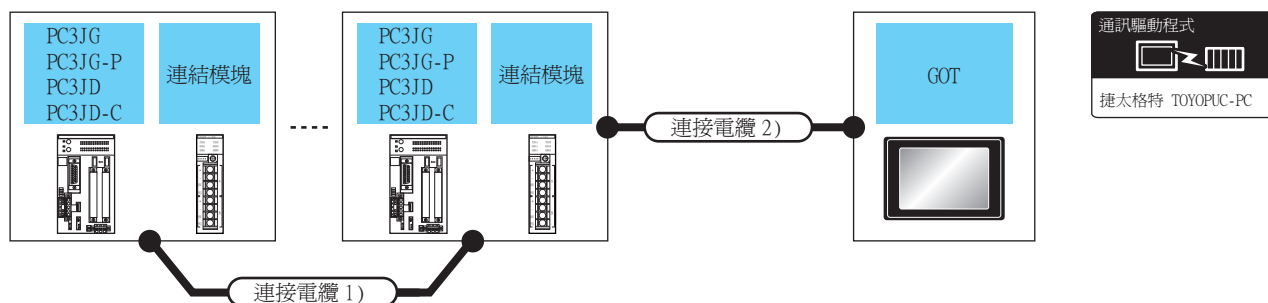 PC3JG
PC3JG-P
PC3JD
PC3JD-C
連結模塊
PC3JG
PC3JG-P
PC3JD
PC3JD-C
連結模塊
GOT
通訊驅動程式
捷太格特 TOYOPUC-PC
連接電纜 2)
連接電纜 1)